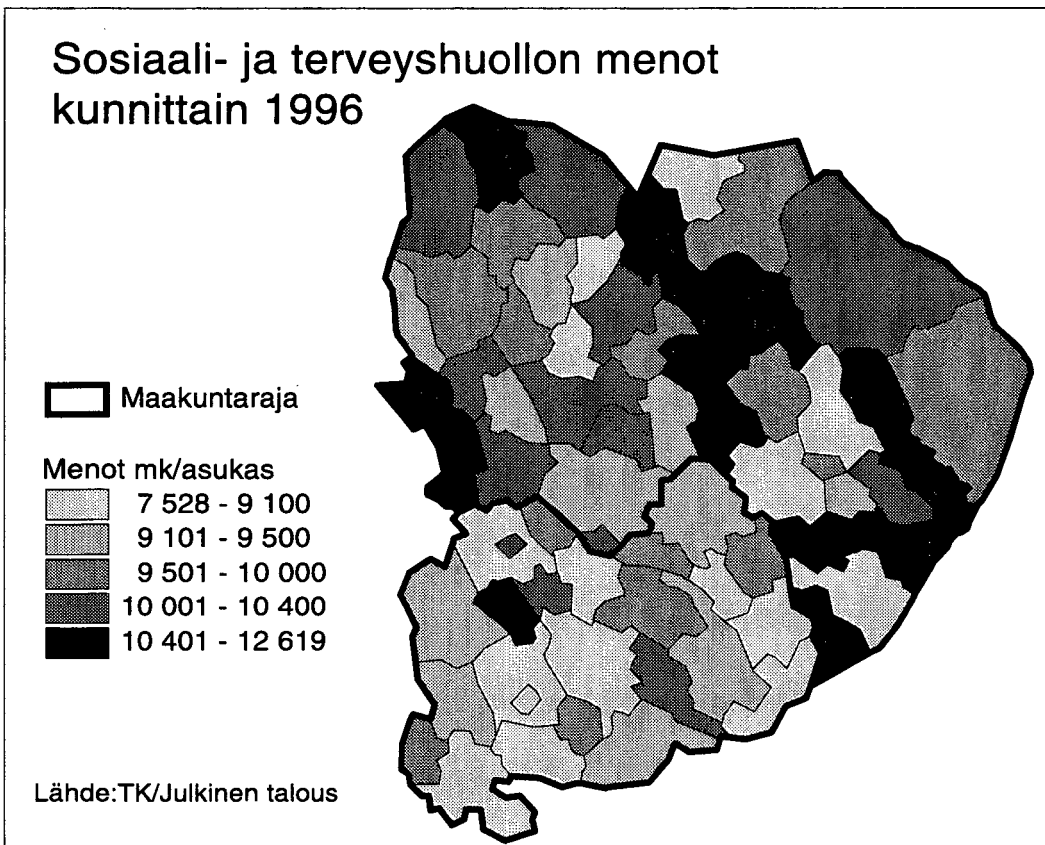 Sosiaali- ja terveyshuollon menot
kunnittain 1996
Maakuntaraja
Menot mk/asukas
7 528 - 9 100
9 101 - 9 500
9 501 - 10 000
10 001 - 10 400
10 401 - 12 619
Lähde:TK/Julkinen talous